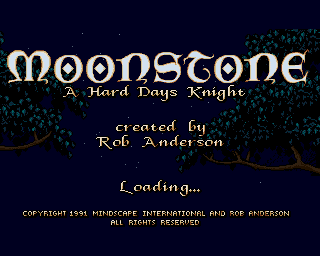 MOONSTONE
A Hard Days Knight
created by
Rob Anderson
Loading...
COPYRIGHT 1991 MINDSCAPE INTERNATIONAL AND ROB ANDERSON
ALL RIGHTS RESERVED